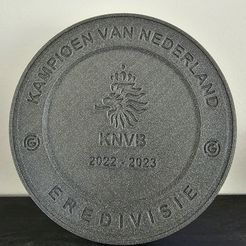 KAMPIOEN VAN NEDERLAND
KNVB
2022 - 2023
EREDIVISIE